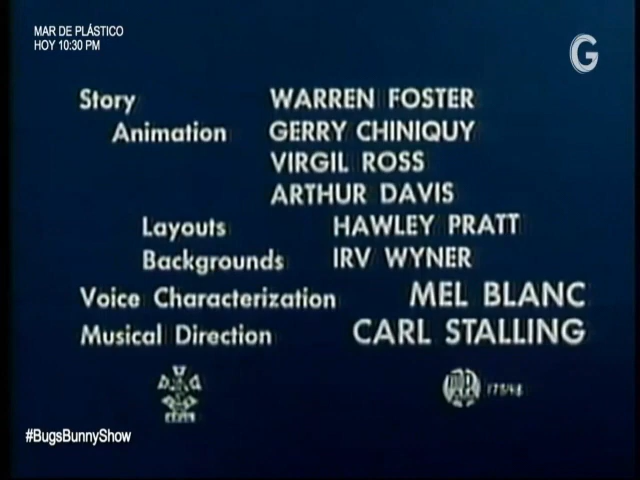 MAR DE PLÁSTICO
HOY 10:30 PM
G
Story WARREN FOSTER
Animation GERRY CHINIQUY
VIRGIL ROSS
ARTHUR DAVIS
Layouts HAWLEY PRATT
Backgrounds IRV WYNER
Voice Characterization MEL BLANC
Musical Direction CARL STALLING
#BugsBunnyShow